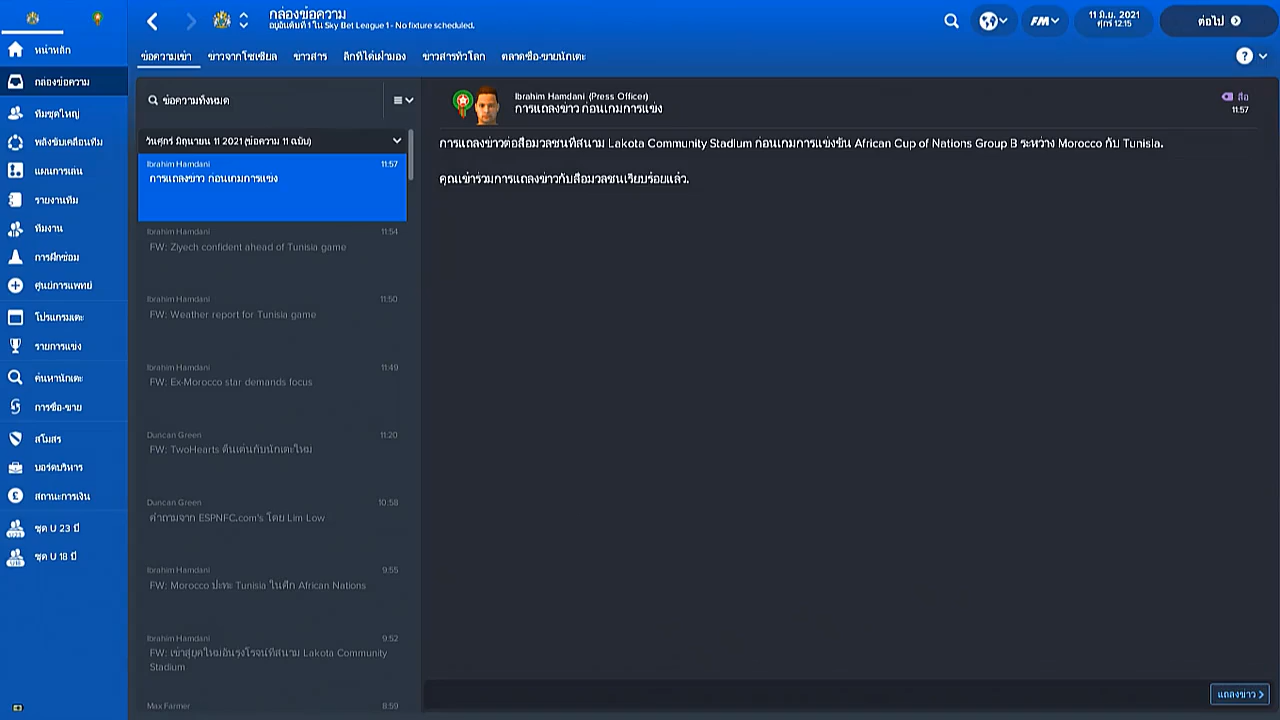 กล่องข้อความ
อยู่อันดับที่ 1 ใน Sky Bet League 1 - No fixture scheduled.
FM
11 มิ.ย. 2021
ศุกร์ 12:15
ต่อไป
หน้าหลัก
กล่องข้อความ
ทีมชุดใหญ่
พลังขับเคลื่อนทีม
แผนการเล่น
รายงานทีม
ทีมงาน
การฝึกซ้อม
ศูนย์การแพทย์
โปรแกรมเตะ
รายการแข่ง
ค้นหานักเตะ
การซื้อ-ขาย
สโมสร
บอร์ดบริหาร
สถานะการเงิน
ชุด U 23 ปี
ชุด U 18 ปี
ข้อความเข้า
ข่าวจากโซเชียล
ข่าวสาร
ลีกที่ได้เฝ้ามอง
ข่าวสารทั่วโลก
ตลาดซื้อ-ขายนักเตะ
ข้อความทั้งหมด
วันศุกร์ มิถุนายน 11 2021 (ข้อความ 11 ฉบับ)
Ibrahim Hamdani 11:57
การแถลงข่าว ก่อนเกมการแข่ง
Ibrahim Hamdani 11:54
FW: Ziyech confident ahead of Tunisia game
Ibrahim Hamdani 11:50
FW: Weather report for Tunisia game
Ibrahim Hamdani 11:49
FW: Ex-Morocco star demands focus
Duncan Green 11:20
FW: TwoHearts ตื่นเต้นกับนักเตะใหม่
Duncan Green 10:58
คำถามจาก ESPNFC.com's โดย Lim Low
Ibrahim Hamdani 9:55
FW: Morocco ปะทะ Tunisia ในศึก African Nations
Ibrahim Hamdani 9:52
FW: เข้าสู่ยุคใหม่อันรุ่งโรจน์ที่สนาม Lakota Community
Stadium
Max Farmer 8:59
Ibrahim Hamdani (Press Officer)
การแถลงข่าว ก่อนเกมการแข่ง
สื่อ
11:57
การแถลงข่าวต่อสื่อมวลชนที่สนาม Lakota Community Stadium ก่อนเกมการแข่งขัน African Cup of Nations Group B ระหว่าง Morocco กับ Tunisia.
คุณเข้าร่วมการแถลงข่าวกับสื่อมวลชนเรียบร้อยแล้ว.
แถลงข่าว